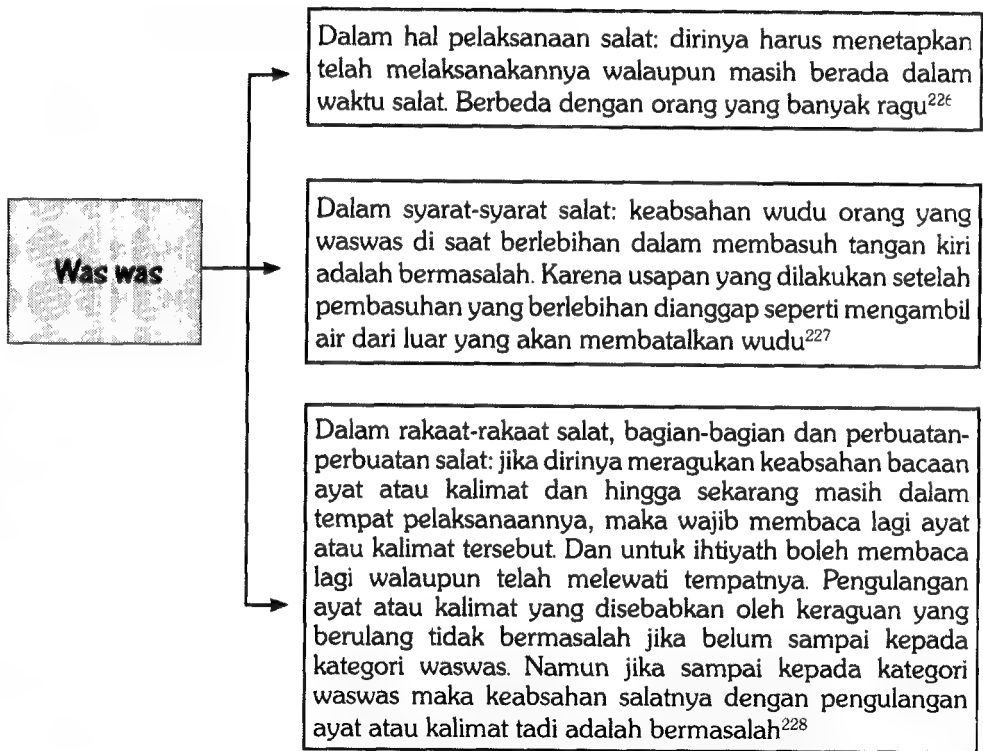 Dalam hal pelaksanaan salat: dirinya harus menetapkan
telah melaksanakannya walaupun masih berada dalam
waktu salat. Berbeda dengan orang yang banyak ragu²²⁶
Was was
Dalam syarat-syarat salat: keabsahan wudu orang yang
waswas di saat berlebihan dalam membasuh tangan kiri
adalah bermasalah. Karena usapan yang dilakukan setelah
pembasuhan yang berlebihan dianggap seperti mengambil
air dari luar yang akan membatalkan wudu²²⁷
Dalam rakaat-rakaat salat, bagian-bagian dan perbuatan-
perbuatan salat: jika dirinya meragukan keabsahan bacaan
ayat atau kalimat dan hingga sekarang masih dalam
tempat pelaksanaannya, maka wajib membaca lagi ayat
atau kalimat tersebut. Dan untuk ihtiyath boleh membaca
lagi walaupun telah melewati tempatnya. Pengulangan
ayat atau kalimat yang disebabkan oleh keraguan yang
berulang tidak bermasalah jika belum sampai kepada
kategori waswas. Namun jika sampai kepada kategori
waswas maka keabsahan salatnya dengan pengulangan
ayat atau kalimat tadi adalah bermasalah²²⁸